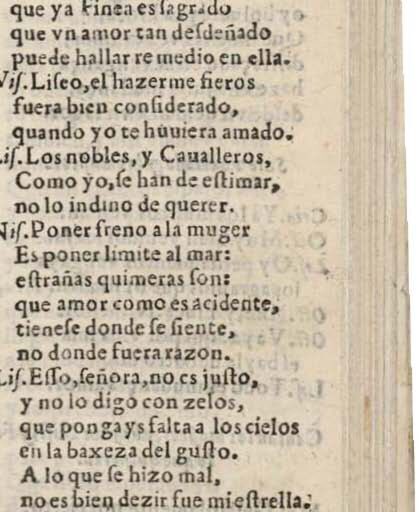 que ya Finea es sagrado
que vn amor tan desdeñado
puede hallar remedio en ella.
Nis. Liseo, el hazerme fieros
fuera bien considerado,
quando yo te huuiera amado.
Lis. Los nobles, y Caualleros,
Como yo, se han de estimar,
no lo indino de querer.
Nis. Poner freno a la muger
Es poner limite al mar:
estrañas quimeras son:
que amor como es acidente,
tienese donde se siente,
no donde fuera razon.
Lis. Esso, señora, no es justo,
y no lo digo con zelos,
que pongays falta a los cielos
en la baxeza del gusto.
A lo que se hizo mal,
no es bien dezir fue mi estrella.